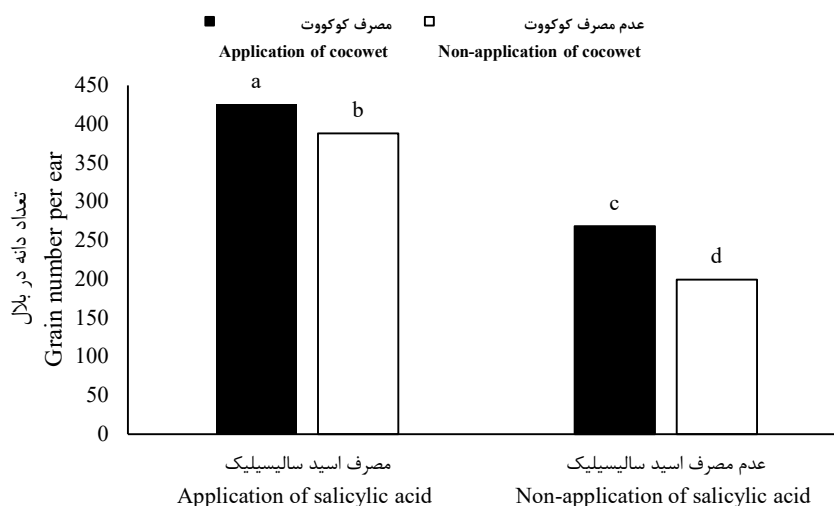 مصرف کوکووت
Application of cocowet
عدم مصرف کوکووت
Non-application of cocowet
تعداد دانه در بلال
Grain number per ear
450
400
350
300
250
200
150
100
50
0
a
b
c
d
مصرف اسید سالیسیلیک
Application of salicylic acid
عدم مصرف اسید سالیسیلیک
Non-application of salicylic acid